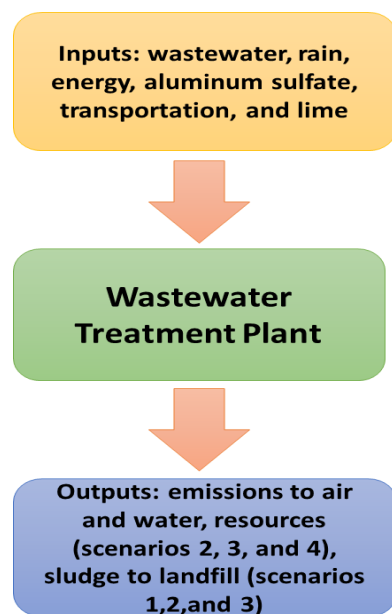 Inputs: wastewater, rain,
energy, aluminum sulfate,
transportation, and lime
Wastewater
Treatment Plant
Outputs: emissions to air
and water, resources
(scenarios 2, 3, and 4),
sludge to landfill (scenarios
1,2,and 3)